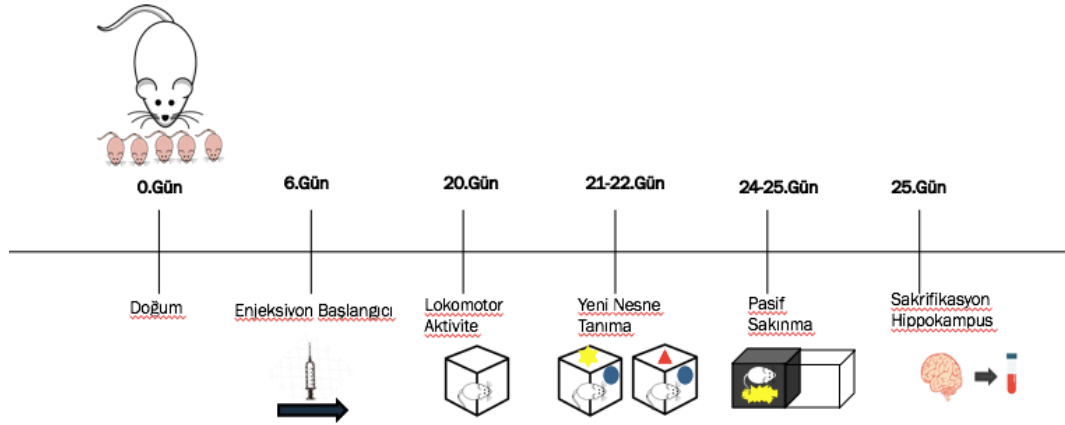 0.Gün
6.Gün
20.Gün
21-22.Gün
24-25.Gün
25.Gün
Doğum
Enjeksivon Başlangıcı
Lokomotor
Aktivite
Yeni Nesne
Tanıma
Pasif
Sakınma
Sakrifikasyon
Hippokampus